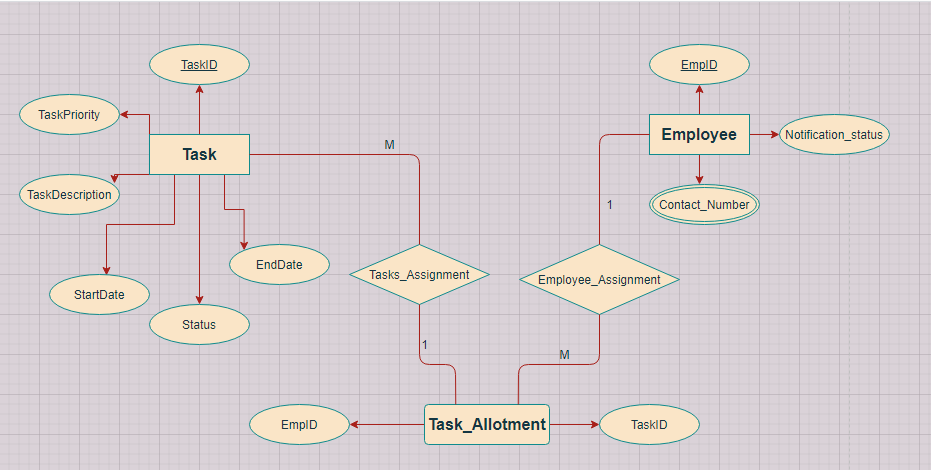 TaskID
EmpID
TaskPriority
Employee
Notification_status
M
Task
TaskDescription
Contact_Number
1
EndDate
Tasks_Assignment
Employee_Assignment
StartDate
Status
1
M
EmpID
Task_Allotment
TaskID